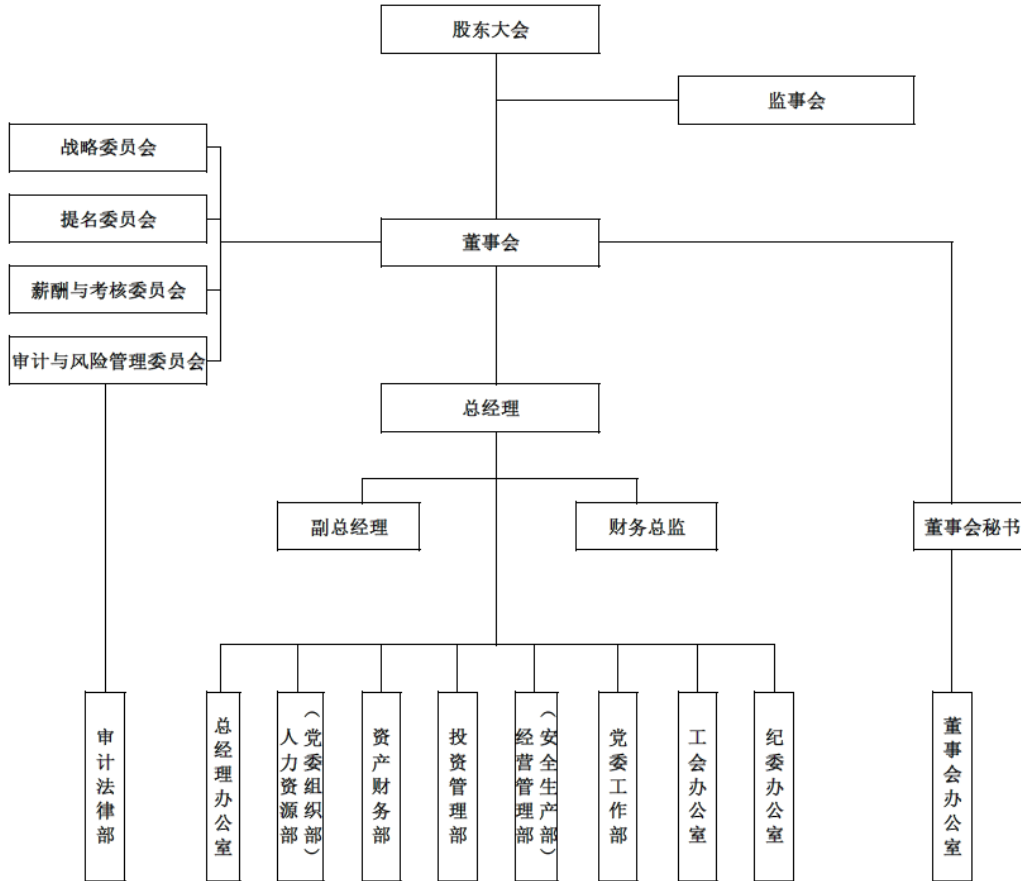 股东大会
监事会
战略委员会
提名委员会
董事会
薪酬与考核委员会
审计与风险管理委员会
总经理
副总经理
财务总监
董事会秘书
审计法律部
总经理办公室
人力资源部
（党委组织部）
资产财务部
投资管理部
经营管理部
（安全生产部）
党委工作部
工会办公室
纪委办公室
董事会办公室